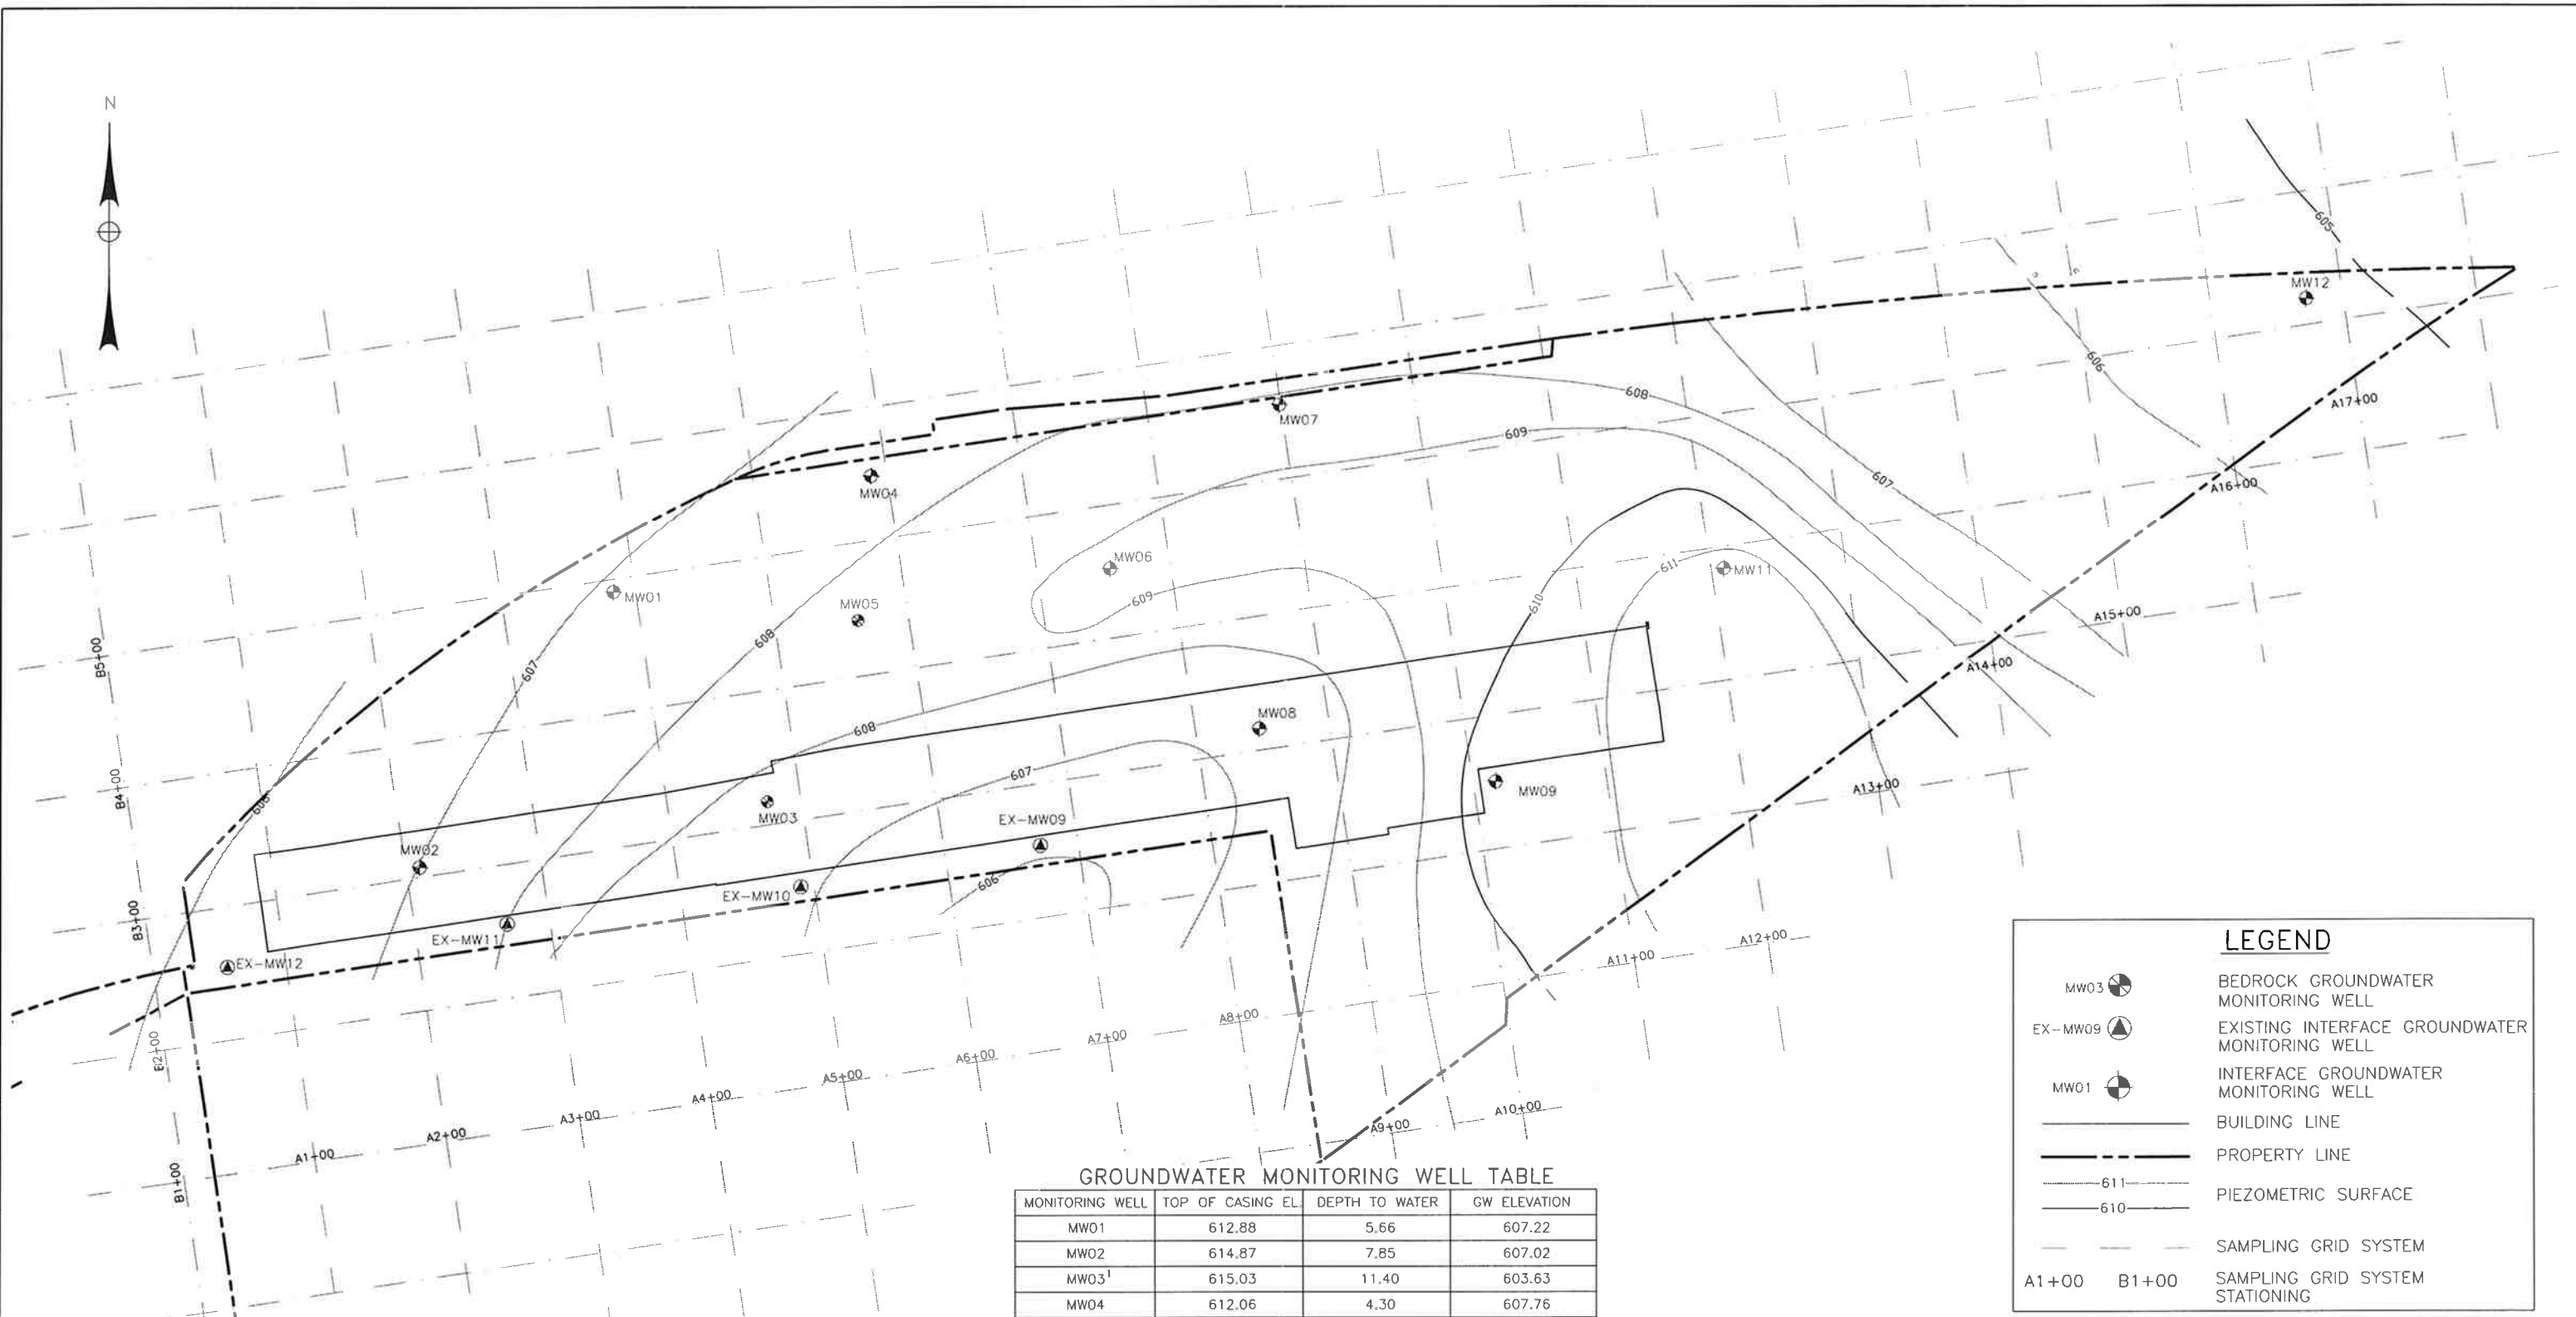 N
605
MW12
606
A17+00
608
MW07
609
607
A16+00
MW04
MW06
611
MW11
MW01
609
610
MW05
A15+00
B5+00
608
607
A14+00
MW08
608
B4+00
607
MW09
A13+00
606
MW03
EX-MW09
MW02
606
EX-MW10
B3+00
EX-MW11
A12+00
EX-MW12
A11+00
A8+00
A7+00
A6+00
A5+00
A10+00
A4+00
A9+00
A3+00
A2+00
A1+00
B1+00
GROUNDWATER MONITORING WELL TABLE
MONITORING WELL TOP OF CASING EL. DEPTH TO WATER GW ELEVATION
MW01 612.88 5.66 607.22
MW02 614.87 7.85 607.02
MW03¹ 615.03 11.40 603.63
MW04 612.06 4.30 607.76
LEGEND
MW03 BEDROCK GROUNDWATER
MONITORING WELL
EX-MW09 EXISTING INTERFACE GROUNDWATER
MONITORING WELL
MW01 INTERFACE GROUNDWATER
MONITORING WELL
BUILDING LINE
PROPERTY LINE
611
PIEZOMETRIC SURFACE
610
SAMPLING GRID SYSTEM
A1+00 B1+00 SAMPLING GRID SYSTEM
STATIONING